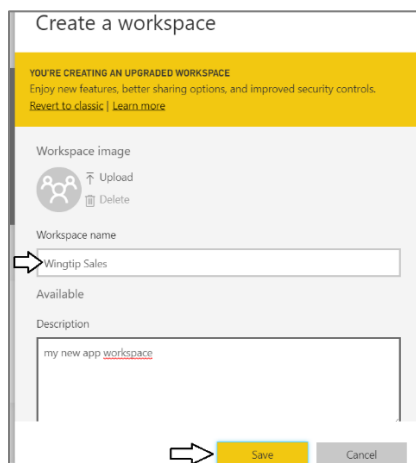 Create a workspace
YOU'RE CREATING AN UPGRADED WORKSPACE
Enjoy new features, better sharing options, and improved security controls.
Revert to classic | Learn more
Workspace image
Upload
Delete
Workspace name
Wingtip Sales
Available
Description
my new app workspace
Save Cancel